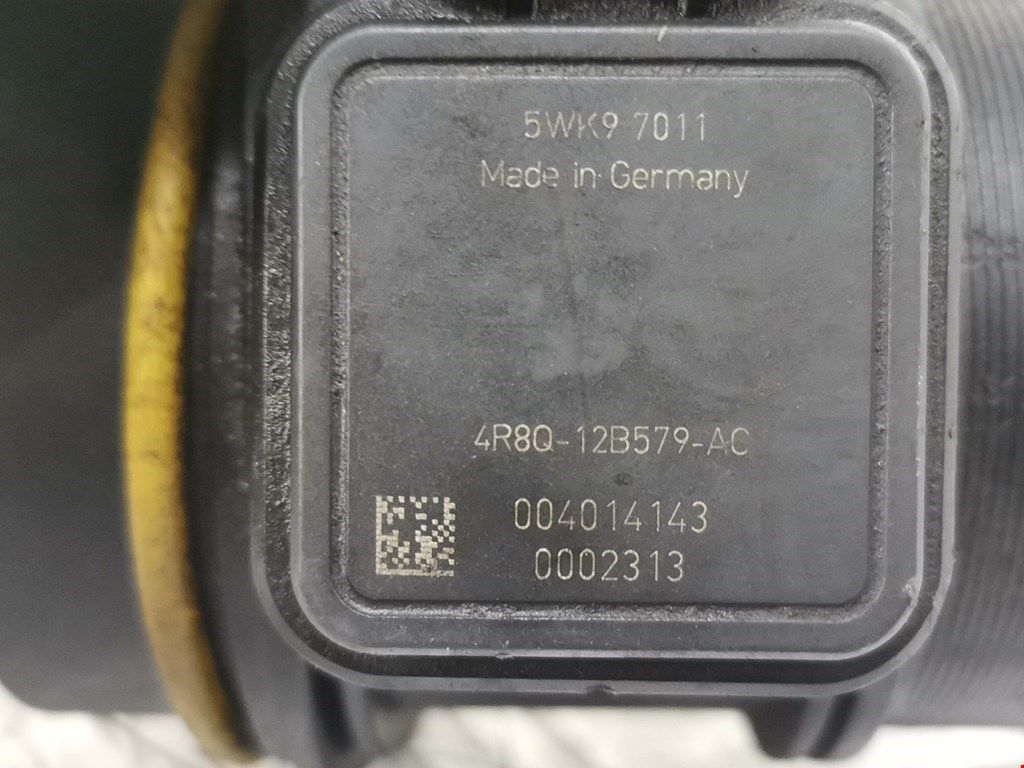 5WK9 7011
Made in Germany
4R8Q-12B579-AC
004014143
0002313